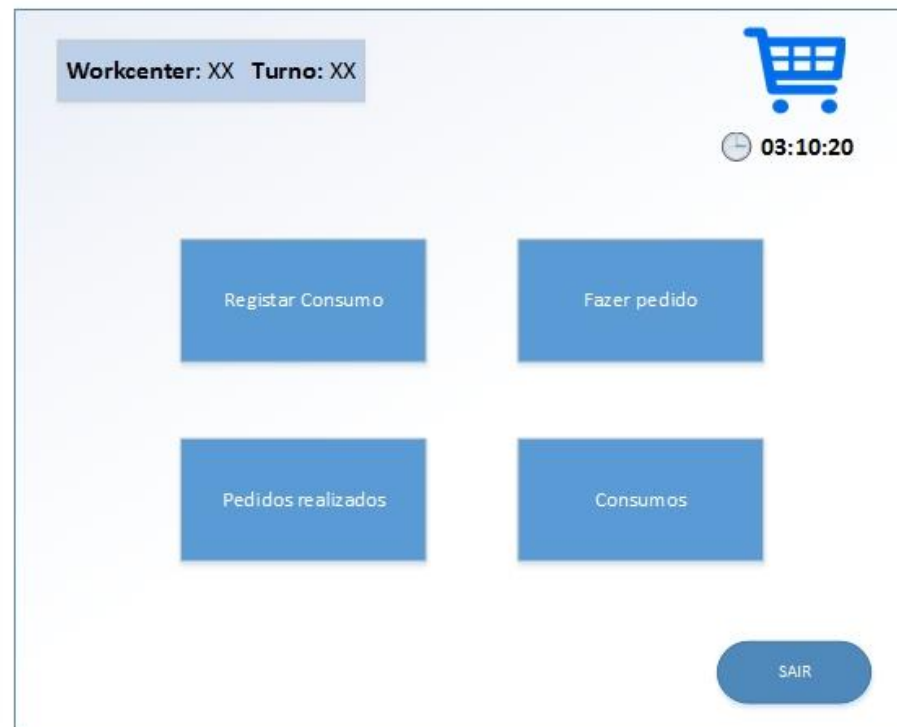 Workcenter: XX Turno: XX
03:10:20
Registar Consumo
Fazer pedido
Pedidos realizados
Consumos
SAIR